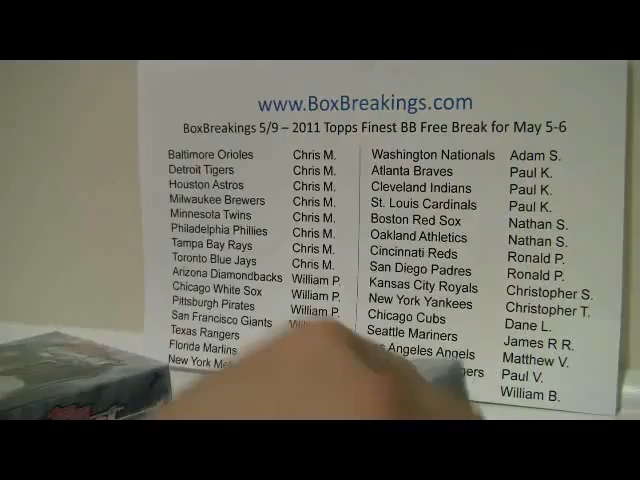 www.BoxBreakings.com
BoxBreakings 5/9 – 2011 Topps Finest BB Free Break for May 5-6
Baltimore Orioles Chris M.
Detroit Tigers Chris M.
Houston Astros Chris M.
Milwaukee Brewers Chris M.
Minnesota Twins Chris M.
Philadelphia Phillies Chris M.
Tampa Bay Rays Chris M.
Toronto Blue Jays Chris M.
Arizona Diamondbacks William P.
Chicago White Sox William P.
Pittsburgh Pirates William P.
San Francisco Giants
Texas Rangers
Florida Marlins
New York
Washington Nationals Adam S.
Atlanta Braves Paul K.
Cleveland Indians Paul K.
St. Louis Cardinals Paul K.
Boston Red Sox Nathan S.
Oakland Athletics Nathan S.
Cincinnati Reds Ronald P.
San Diego Padres Ronald P.
Kansas City Royals Christopher S.
New York Yankees Christopher T.
Chicago Cubs Dane L.
Seattle Mariners James R R.
Angeles Angels Matthew V.
Paul V.
William B.